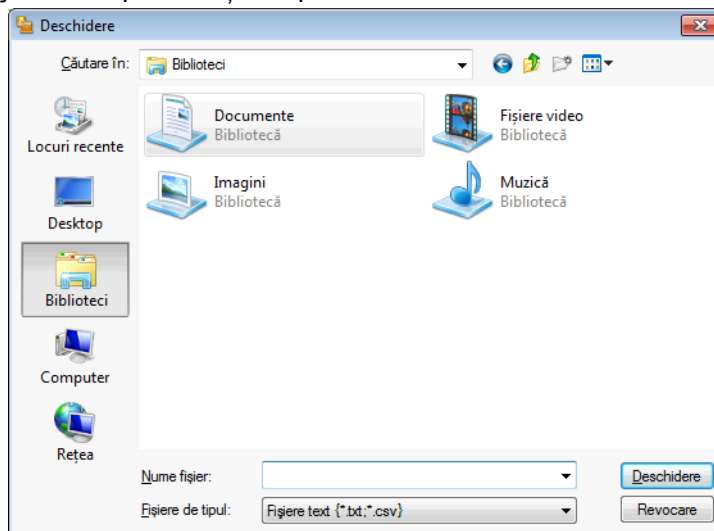 Deschidere
Căutare în:
Biblioteci
Locuri recente
Desktop
Biblioteci
Computer
Rețea
Documente
Bibliotecă
Fișiere video
Bibliotecă
Imagini
Bibliotecă
Muzică
Bibliotecă
Nume fișier:
Deschidere
Fișiere de tipul:
Fișiere text {*.txt;*.csv}
Revocare